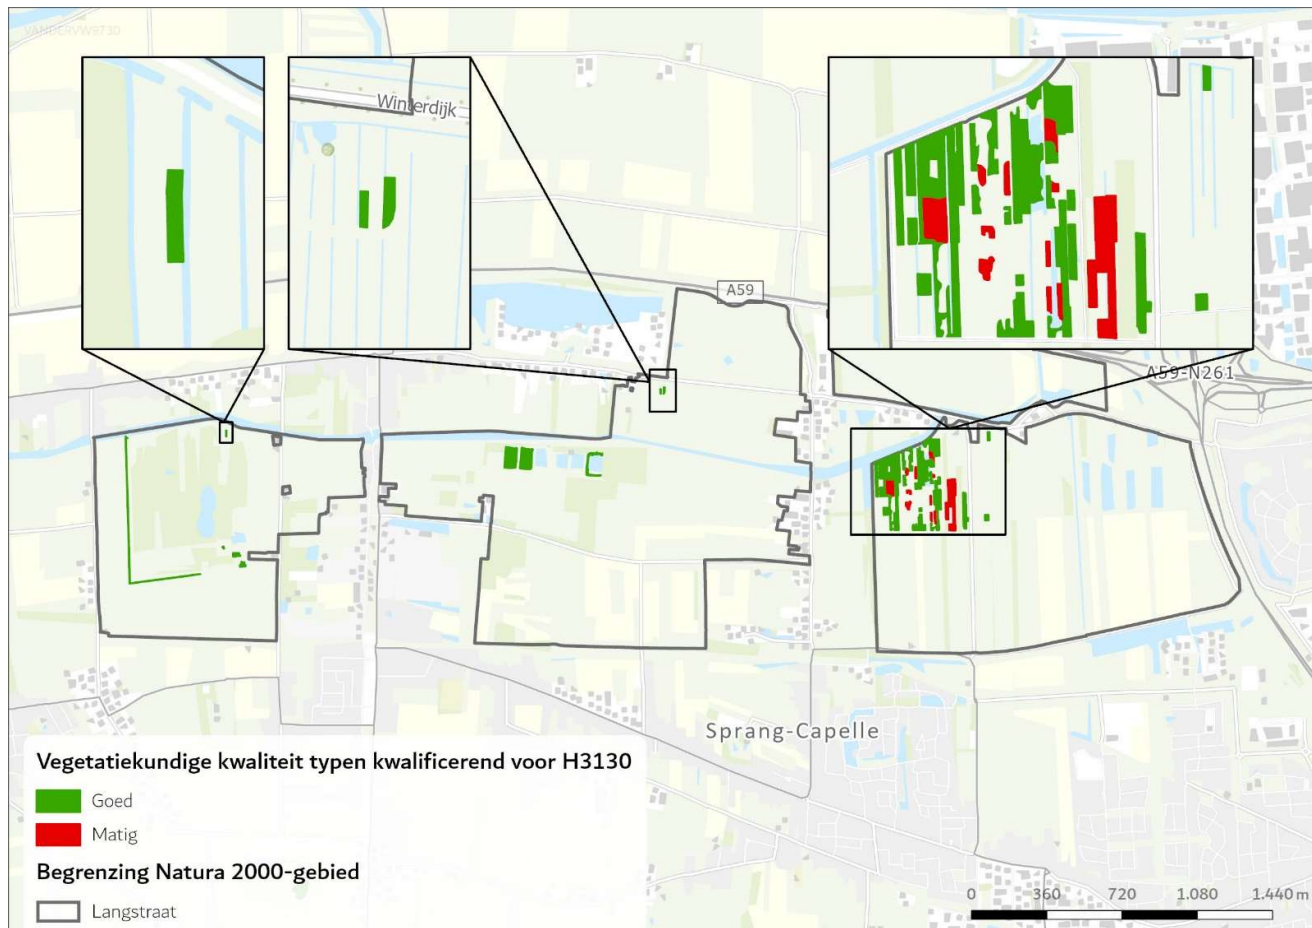 VANDERVW9730
Winterdijk
A59
A59-N261
Sprang-Capelle
Vegetatiekundige kwaliteit typen kwalificerend voor H3130
Goed
Matig
Begrenzing Natura 2000-gebied
Langstraat
0 360 720 1.080 1.440 m